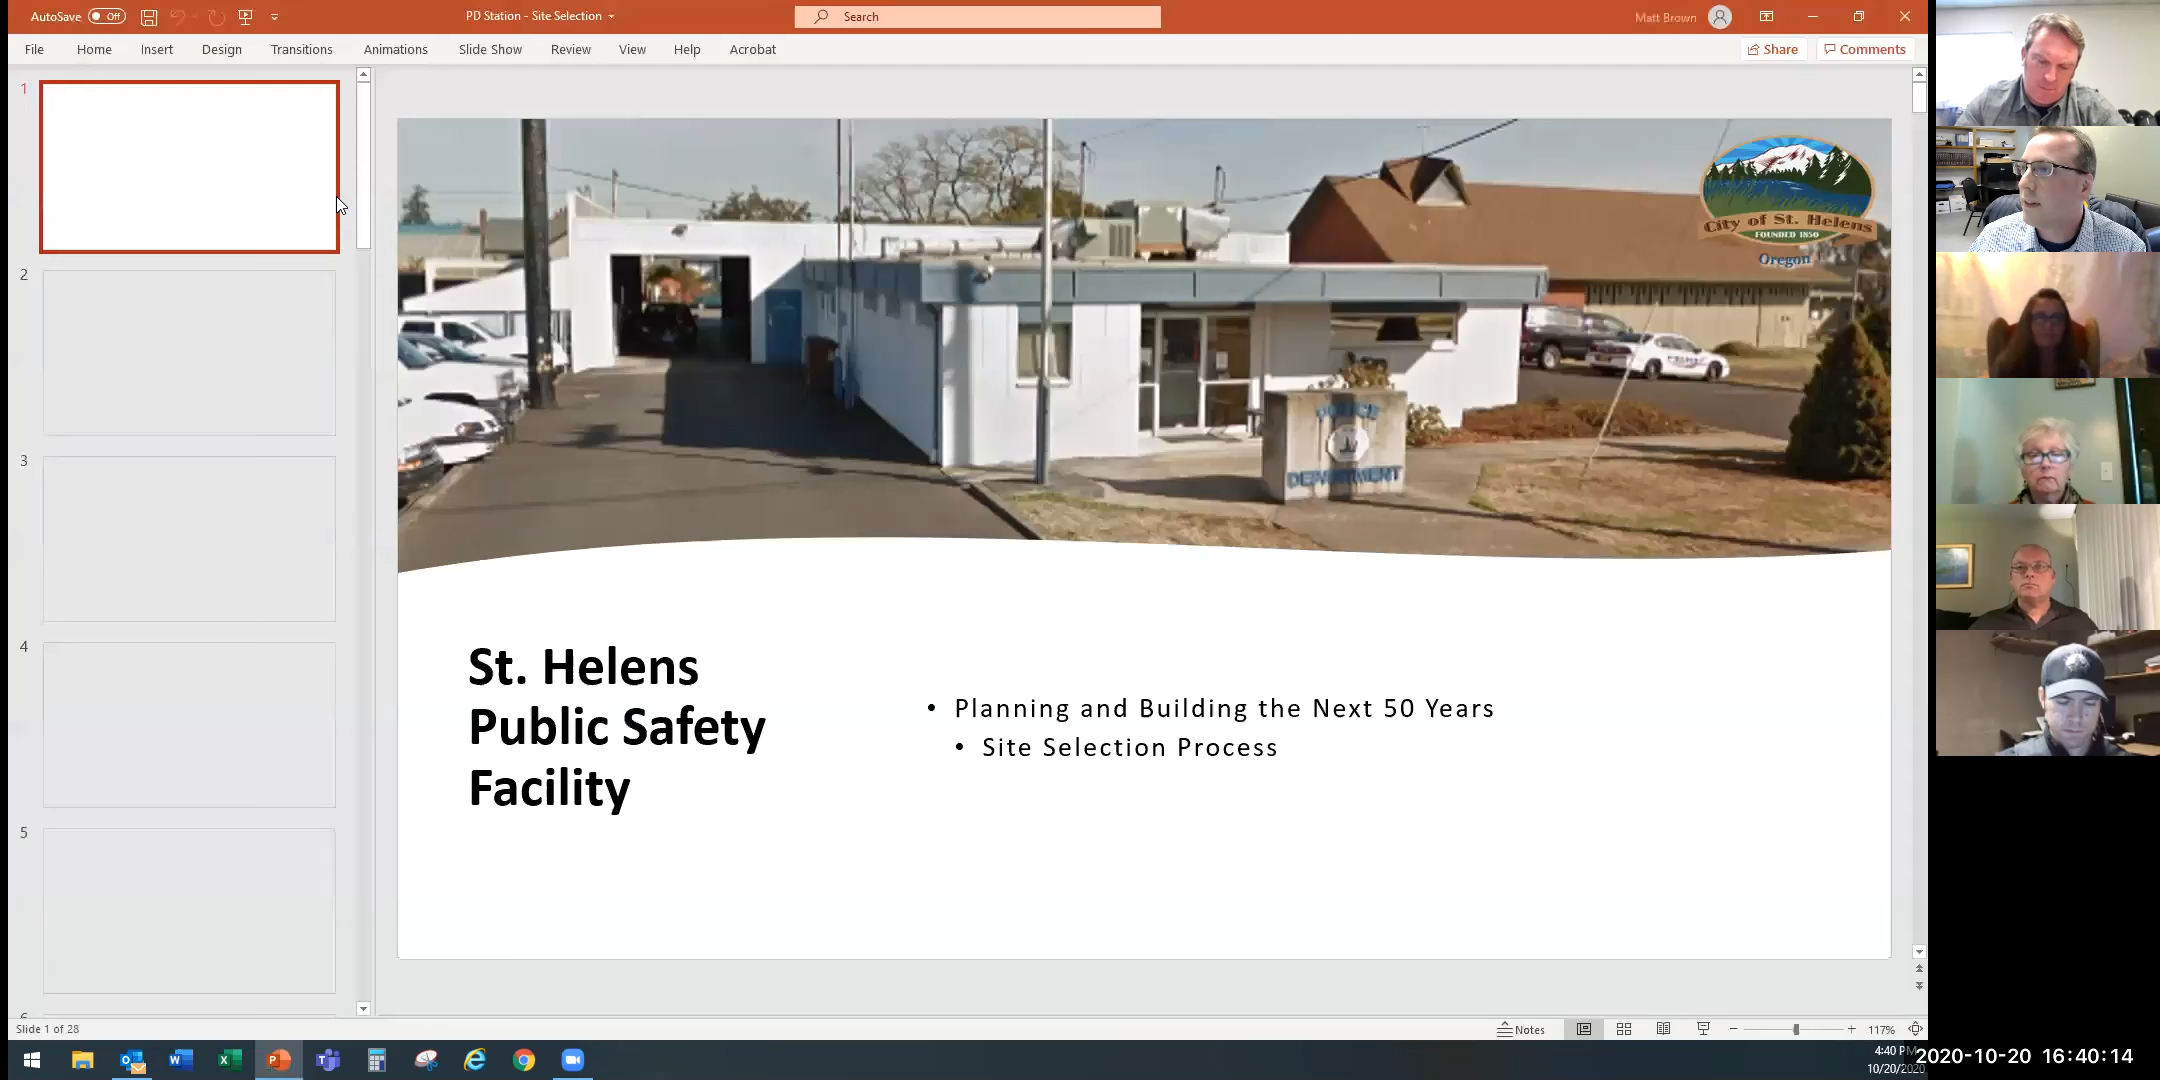 AutoSave Off
PD Station - Site Selection
Search
Matt Brown
File Home Insert Design Transitions Animations Slide Show Review View Help Acrobat
Share Comments
1
2
3
4
5
City of St. Helens
FOUNDED 1850
Oregon
POLICE
DEPARTMENT
St. Helens
Public Safety
Facility
• Planning and Building the Next 50 Years
• Site Selection Process
Slide 1 of 28
Notes
117%
4:40 PM
10/20/2020
2020-10-20 16:40:14